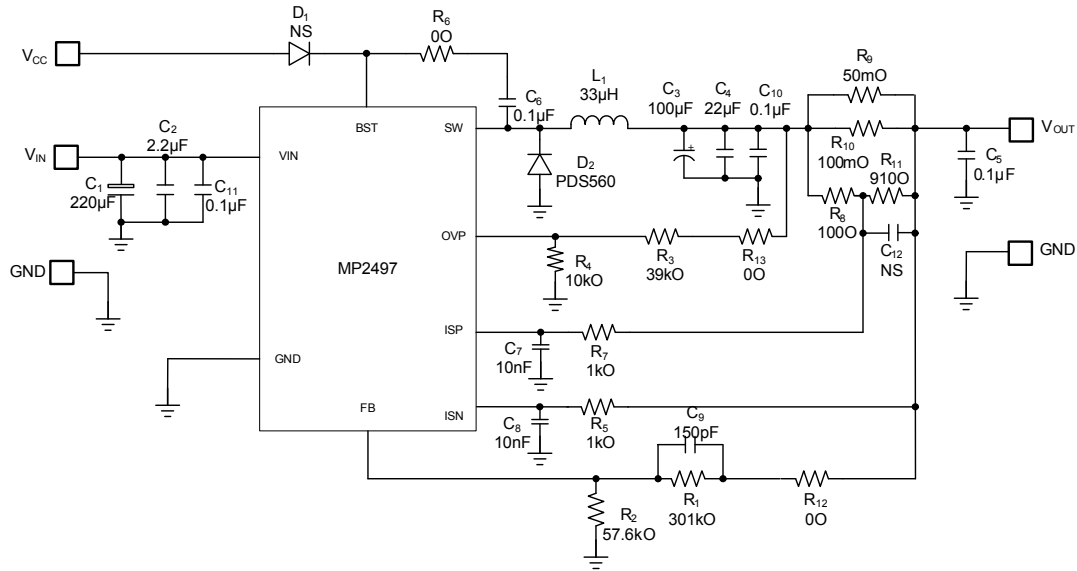 D1
NS
R6
0O
VCC
R9
50mO
L1
33µH
C3
100µF
C4
22µF
C10
0.1µF
C6
0.1µF
BST
SW
VOUT
C2
2.2µF
VIN
VIN
R10
100mO
R11
910O
C5
0.1µF
D2
PDS560
C1
220µF
C11
0.1µF
R8
100O
C12
NS
OVP
R4
10kO
R3
39kO
R13
0O
GND
GND
MP2497
ISP
C7
10nF
R7
1kO
GND
FB
ISN
C8
10nF
R5
1kO
C9
150pF
R2
57.6kO
R1
301kO
R12
0O